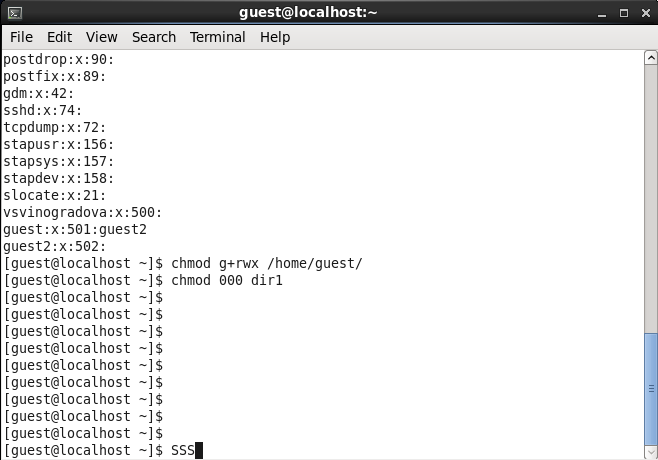 guest@localhost:~
File Edit View Search Terminal Help
postdrop:x:90:
postfix:x:89:
gdm:x:42:
sshd:x:74:
tcpdump:x:72:
stapusr:x:156:
stapsys:x:157:
stapdev:x:158:
slocate:x:21:
vsvinogradova:x:500:
guest:x:501:guest2
guest2:x:502:
[guest@localhost ~]$ chmod g+rwx /home/guest/
[guest@localhost ~]$ chmod 000 dir1
[guest@localhost ~]$
[guest@localhost ~]$
[guest@localhost ~]$
[guest@localhost ~]$
[guest@localhost ~]$
[guest@localhost ~]$
[guest@localhost ~]$
[guest@localhost ~]$
[guest@localhost ~]$
[guest@localhost ~]$ SSS